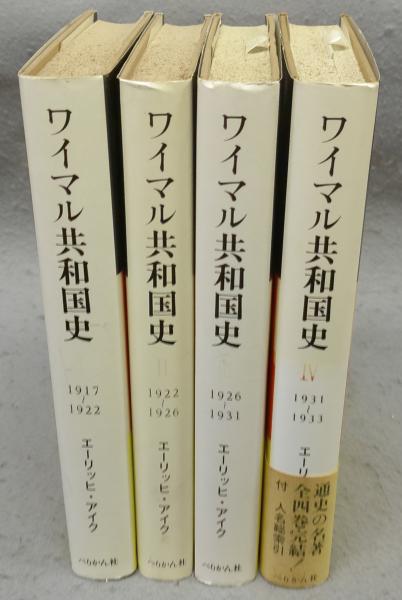 ワイマル共和国史
1917
～
1922
エーリッヒ・アイク
ぺりかん社
ワイマル共和国史
II
1922
～
1926
エーリッヒ・アイク
ぺりかん社
ワイマル共和国史
1926
～
1931
エーリッヒ・アイク
ぺりかん社
ワイマル共和国史
IV
1931
～
1933
エーリ
通史の名著
全四巻完結！
付 人名総索引
ぺりかん社